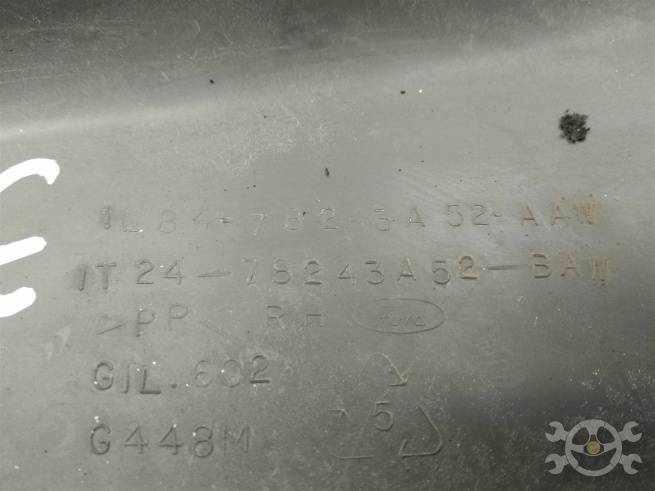 1L84-78243A52-AAW
1T24-78243A52-BAW
>PP< RH Ford
GIL.602
G448M
5